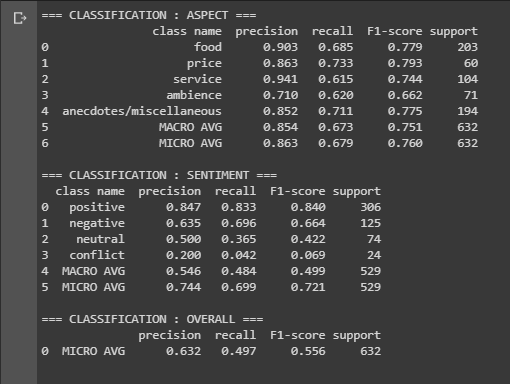 === CLASSIFICATION : ASPECT ===
class name precision recall F1-score support
0 food 0.903 0.685 0.779 203
1 price 0.863 0.733 0.793 60
2 service 0.941 0.615 0.744 104
3 ambience 0.710 0.620 0.662 71
4 anecdotes/miscellaneous 0.852 0.711 0.775 194
5 MACRO AVG 0.854 0.673 0.751 632
6 MICRO AVG 0.863 0.679 0.760 632
=== CLASSIFICATION : SENTIMENT ===
class name precision recall F1-score support
0 positive 0.847 0.833 0.840 306
1 negative 0.635 0.696 0.664 125
2 neutral 0.500 0.365 0.422 74
3 conflict 0.200 0.042 0.069 24
4 MACRO AVG 0.546 0.484 0.499 529
5 MICRO AVG 0.744 0.699 0.721 529
=== CLASSIFICATION : OVERALL ===
precision recall F1-score support
0 MICRO AVG 0.632 0.497 0.556 632